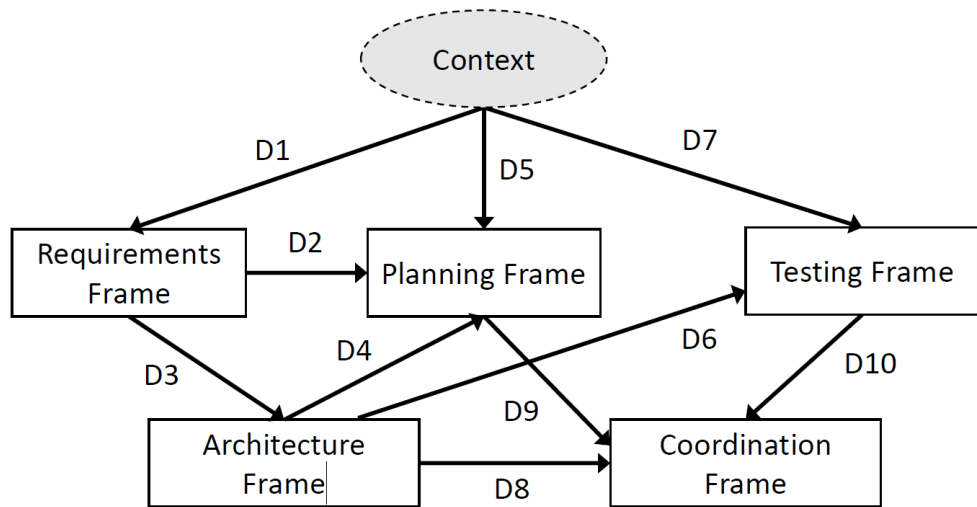 Context
D1
D7
D5
Requirements
Frame
D2
Planning Frame
Testing Frame
D3
D4
D6
D10
D9
Architecture
Frame
D8
Coordination
Frame